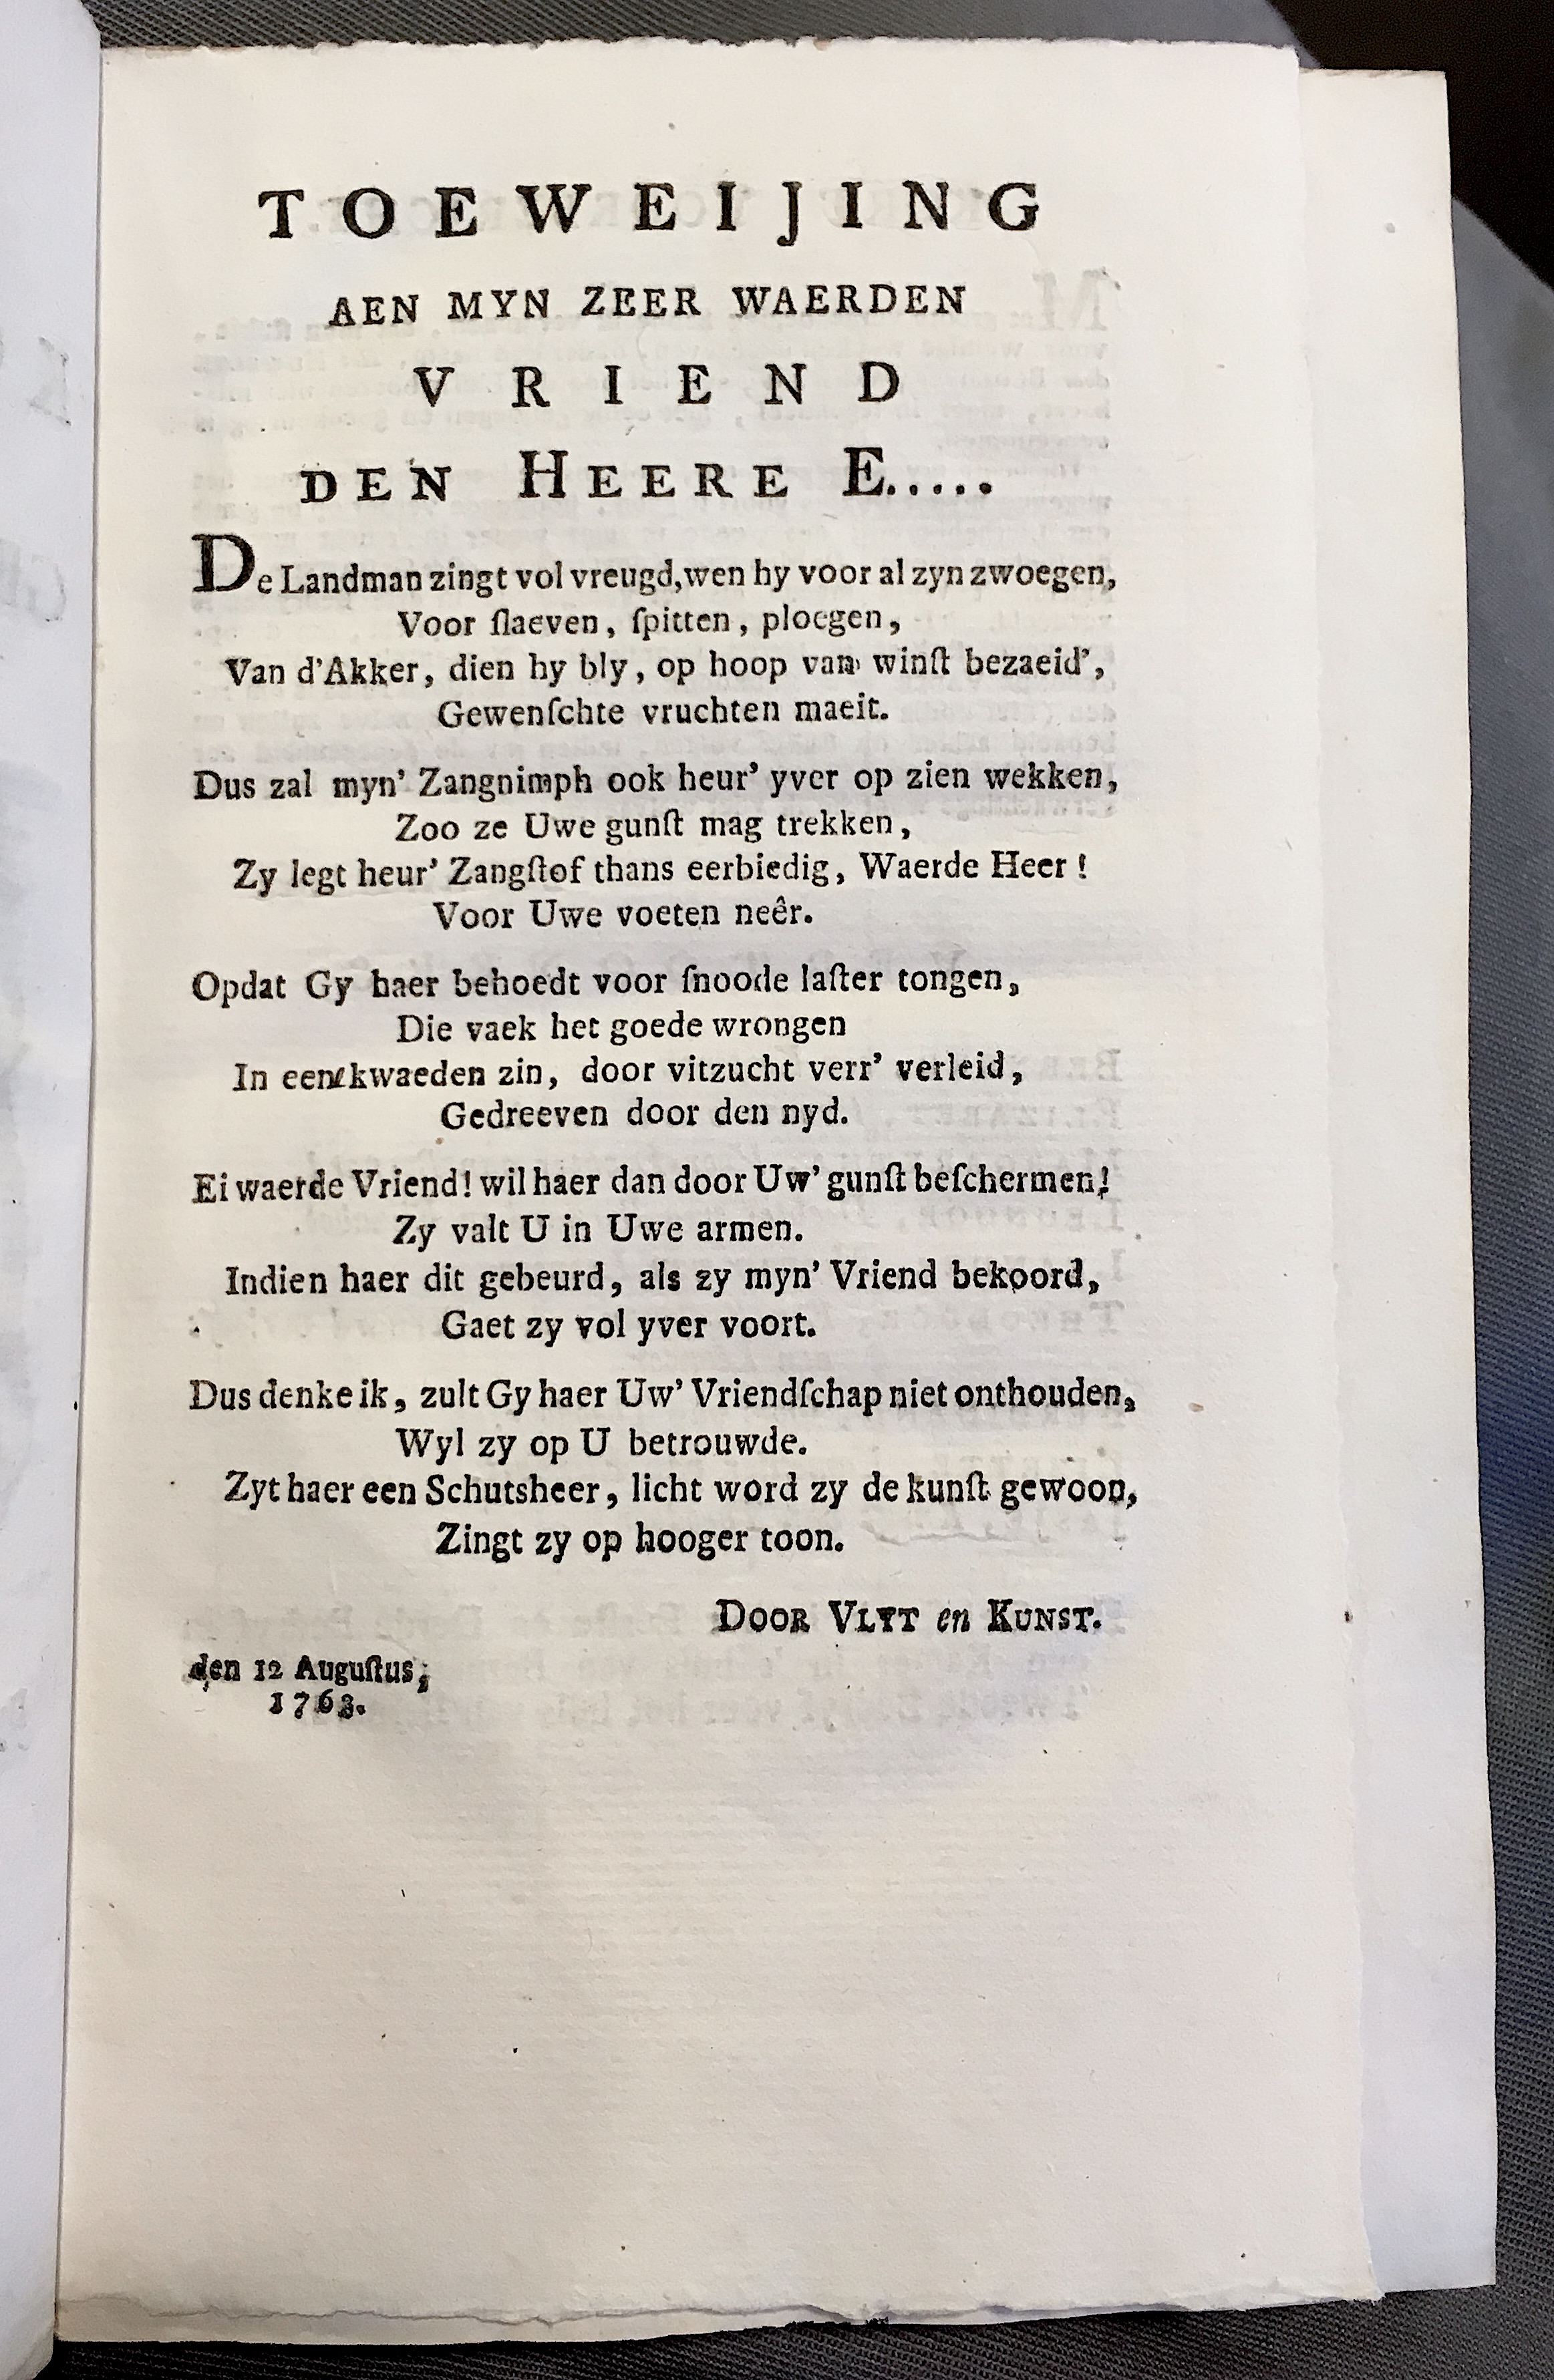 TOEWEIJING
AEN MYN ZEER WAERDEN
VRIEND
DEN HEERE E.....
De Landman zingt vol vreugd, wen hy voor al zyn zwoegen,
Voor ſlaeven, ſpitten, ploegen,
Van d'Akker, dien hy bly, op hoop van winſt bezaeid',
Gewenſchte vruchten maeit.
Dus zal myn' Zangnimph ook heur' yver op zien wekken,
Zoo ze Uwe gunſt mag trekken,
Zy legt heur' Zangſtof thans eerbiedig, Waerde Heer!
Voor Uwe voeten neêr.
Opdat Gy haer behoedt voor ſnoode laſter tongen,
Die vaek het goede wrongen
In een kwaeden zin, door vitzucht verr' verleid,
Gedreeven door den nyd.
Ei waerde Vriend! wil haer dan door Uw' gunſt beſchermen!
Zy valt U in Uwe armen.
Indien haer dit gebeurd, als zy myn' Vriend bekoord,
Gaet zy vol yver voort.
Dus denke ik, zult Gy haer Uw' Vriendſchap niet onthouden,
Wyl zy op U betrouwde.
Zyt haer een Schutsheer, licht word zy de kunſt gewoon,
Zingt zy op hooger toon.
DOOR VLYT en KUNST.
den 12 Auguſtus,
1763.